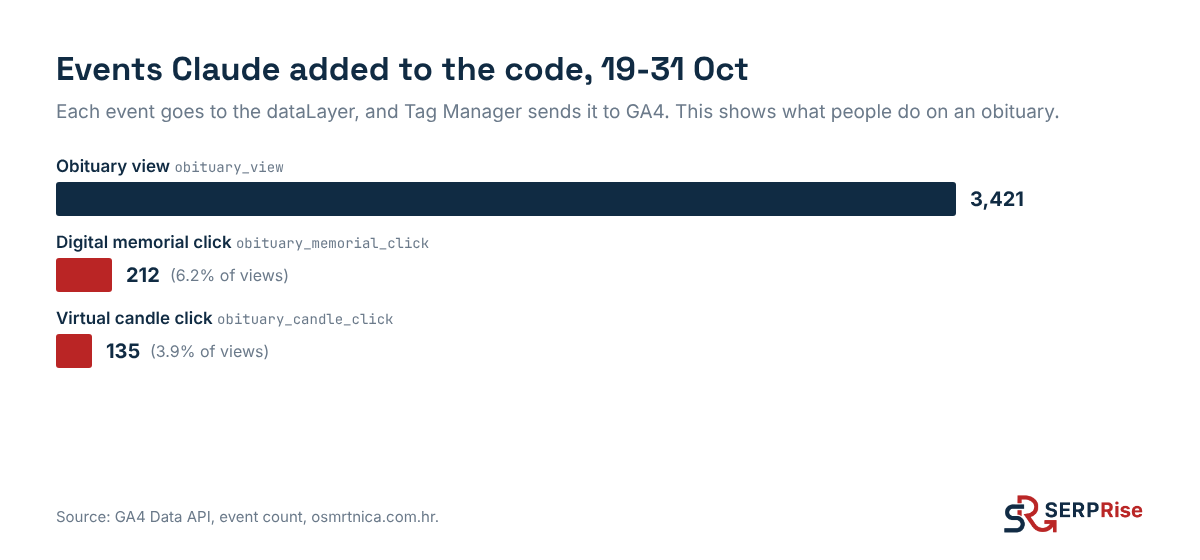 Events Claude added to the code, 19-31 Oct
Each event goes to the dataLayer, and Tag Manager sends it to GA4. This shows what people do on an obituary.
Obituary view obituary_view
3,421
Digital memorial click obituary_memorial_click
212 (6.2% of views)
Virtual candle click obituary_candle_click
135 (3.9% of views)
Source: GA4 Data API, event count, osmrtnica.com.hr.
SR SERPRise